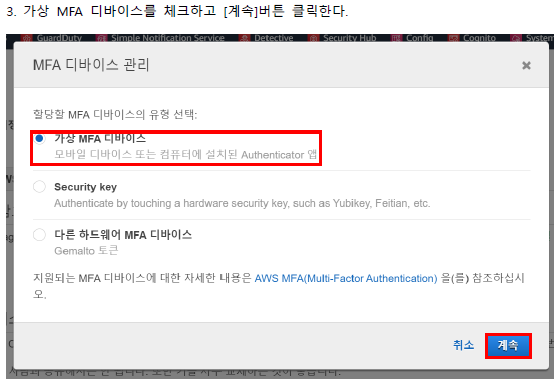 3. 가상 MFA 디바이스를 체크하고 [계속]버튼 클릭한다.
GuardDuty Simple Notification Service Detective Security Hub Config Cognito System
MFA 디바이스 관리
×
할당할 MFA 디바이스의 유형 선택:
가상 MFA 디바이스
모바일 디바이스 또는 컴퓨터에 설치된 Authenticator 앱
Security key
Authenticate by touching a hardware security key, such as Yubikey, Feitian, etc.
다른 하드웨어 MFA 디바이스
Gemalto 토큰
지원되는 MFA 디바이스에 대한 자세한 내용은 AWS MFA(Multi-Factor Authentication) 을(를) 참조하십시
오.
취소 계속